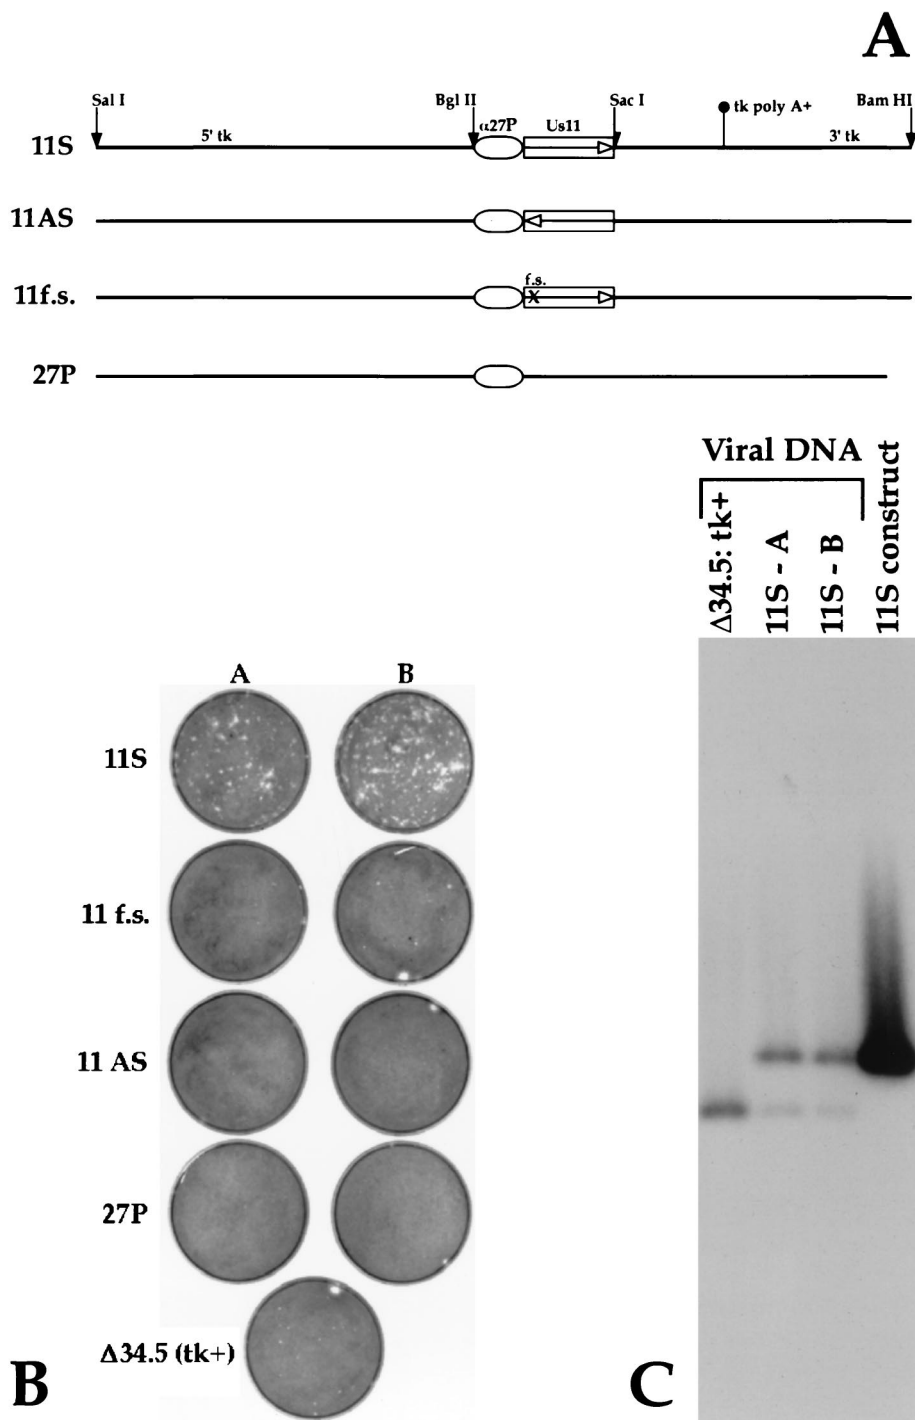 A
Sal I
Bgl II
α27P
Us11
Sac I
tk poly A+
Bam HI
11S
5' tk
3' tk
11AS
f.s.
11f.s.
X
27P
Viral DNA
Δ34.5: tk+
11S - A
11S - B
11S construct
A
B
11S
11 f.s.
11 AS
27P
Δ34.5 (tk+)
B
C